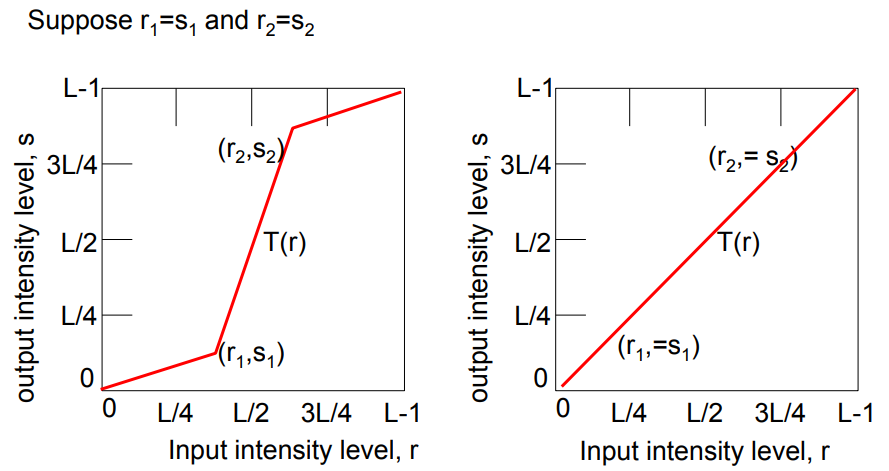 Suppose r₁=s₁ and r₂=s₂
output intensity level, s
L-1
3L/4
L/2
L/4
0
(r₂,s₂)
T(r)
(r₁,s₁)
0 L/4 L/2 3L/4 L-1
Input intensity level, r
output intensity level, s
L-1
3L/4
L/2
L/4
0
(r₂,= s₂)
T(r)
(r₁,=s₁)
0 L/4 L/2 3L/4 L-1
Input intensity level, r